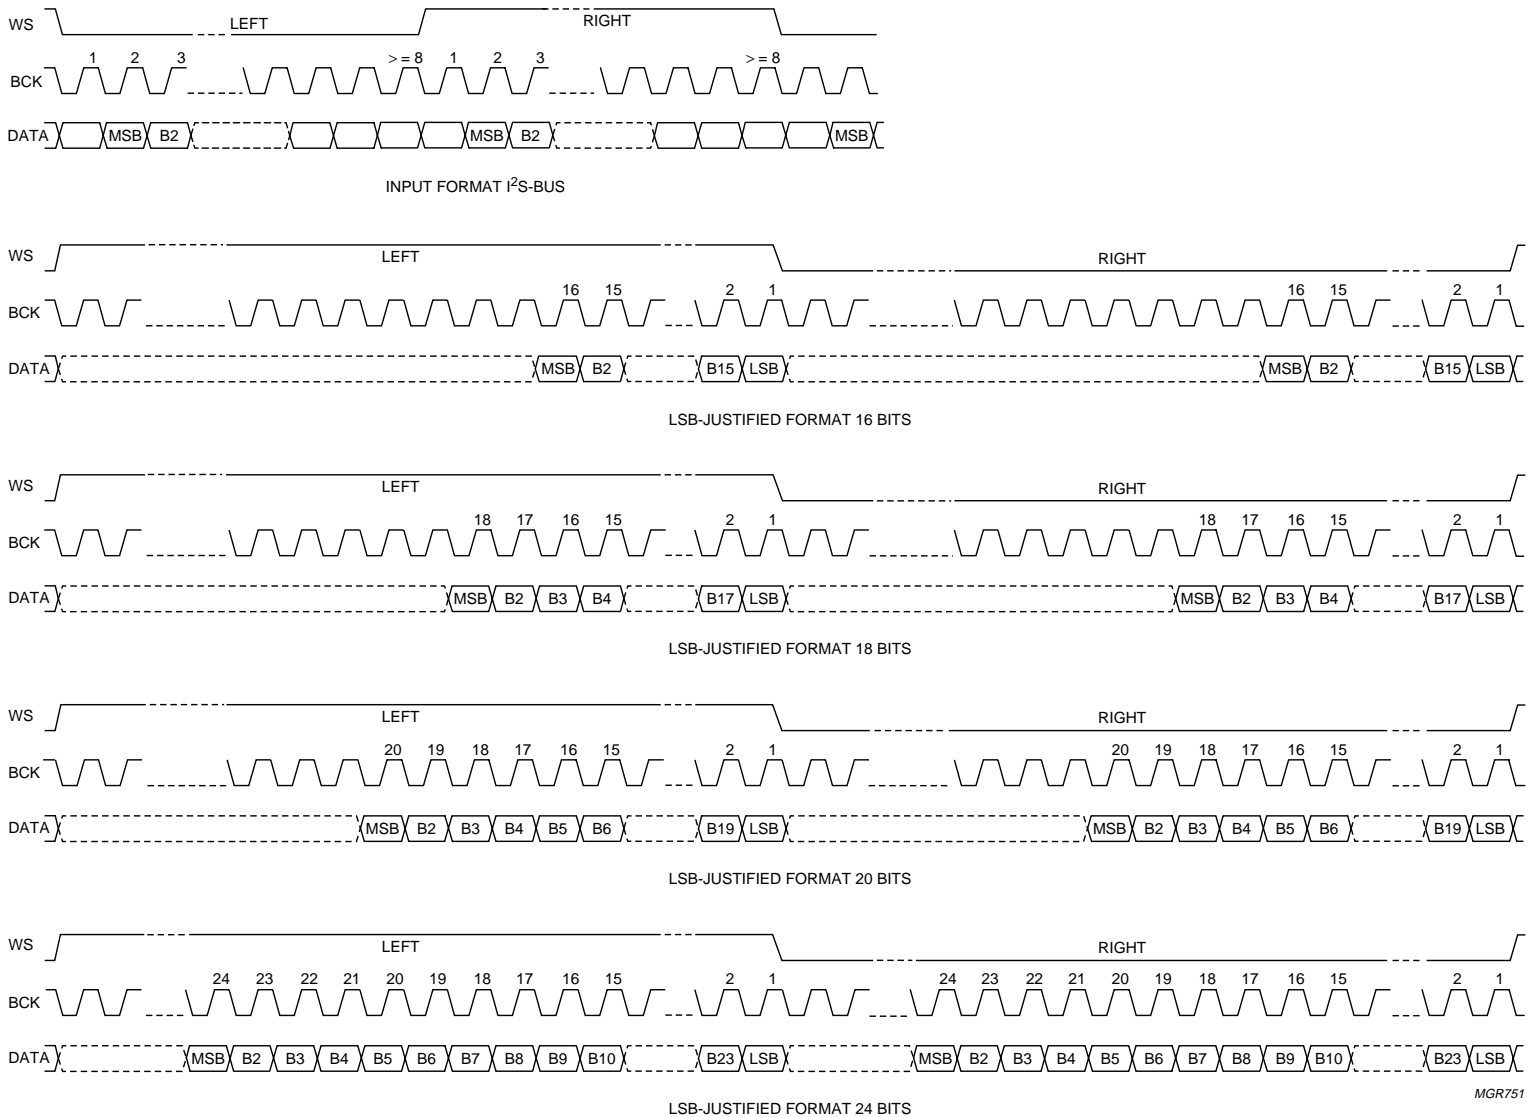 WS LEFT RIGHT
BCK 1 2 3 > = 8 1 2 3 > = 8
DATA MSB B2 MSB B2 MSB
INPUT FORMAT I²S-BUS
WS LEFT RIGHT
BCK 16 15 2 1 16 15 2 1
DATA MSB B2 B15 LSB MSB B2 B15 LSB
LSB-JUSTIFIED FORMAT 16 BITS
WS LEFT RIGHT
BCK 18 17 16 15 2 1 18 17 16 15 2 1
DATA MSB B2 B3 B4 B17 LSB MSB B2 B3 B4 B17 LSB
LSB-JUSTIFIED FORMAT 18 BITS
WS LEFT RIGHT
BCK 20 19 18 17 16 15 2 1 20 19 18 17 16 15 2 1
DATA MSB B2 B3 B4 B5 B6 B19 LSB MSB B2 B3 B4 B5 B6 B19 LSB
LSB-JUSTIFIED FORMAT 20 BITS
WS LEFT RIGHT
BCK 24 23 22 21 20 19 18 17 16 15 2 1 24 23 22 21 20 19 18 17 16 15 2 1
DATA MSB B2 B3 B4 B5 B6 B7 B8 B9 B10 B23 LSB MSB B2 B3 B4 B5 B6 B7 B8 B9 B10 B23 LSB
MGR751
LSB-JUSTIFIED FORMAT 24 BITS